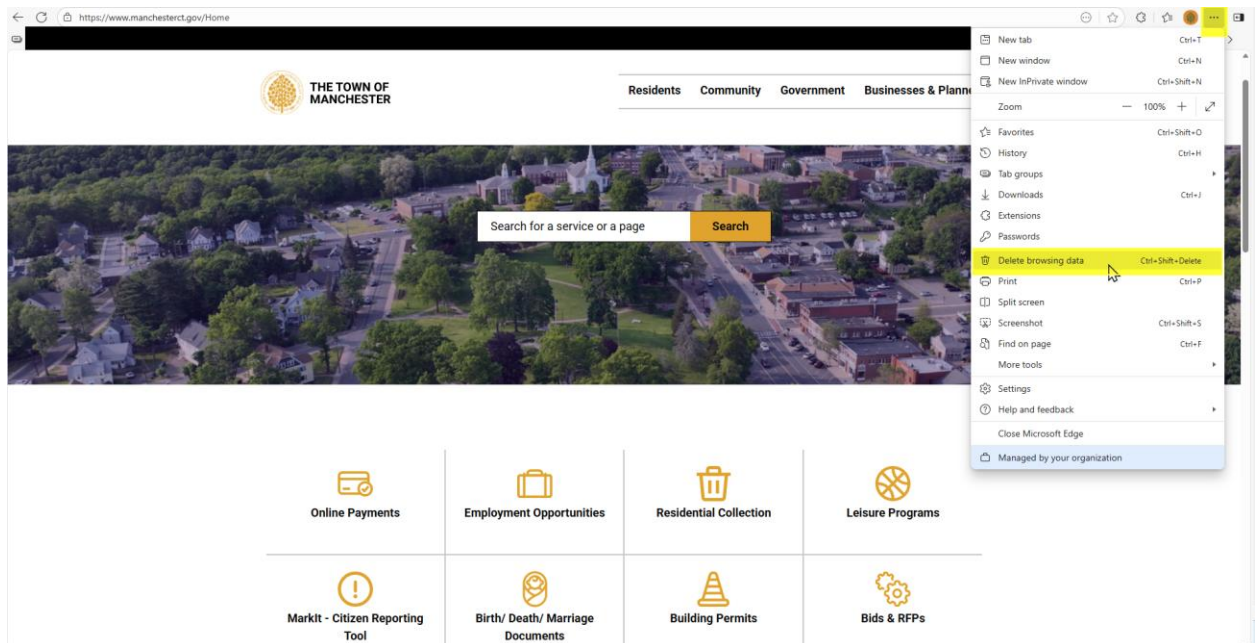 https://www.manchesterct.gov/Home
THE TOWN OF
MANCHESTER
Residents Community Government Businesses &
Search for a service or a page Search
New tab Ctrl+T
New window Ctrl+N
New InPrivate window Ctrl+Shift+N
Zoom — 100% +
Favorites Ctrl+Shift+O
History Ctrl+H
Tab groups
Downloads Ctrl+J
Extensions
Passwords
Delete browsing data Ctrl+Shift+Delete
Print Ctrl+P
Split screen
Screenshot Ctrl+Shift+S
Find on page Ctrl+F
More tools
Settings
Help and feedback
Close Microsoft Edge
Managed by your organization
Online Payments Employment Opportunities Residential Collection Leisure Programs
MarkIt - Citizen Reporting Birth/ Death/ Marriage Building Permits Bids & RFPs
Tool Documents